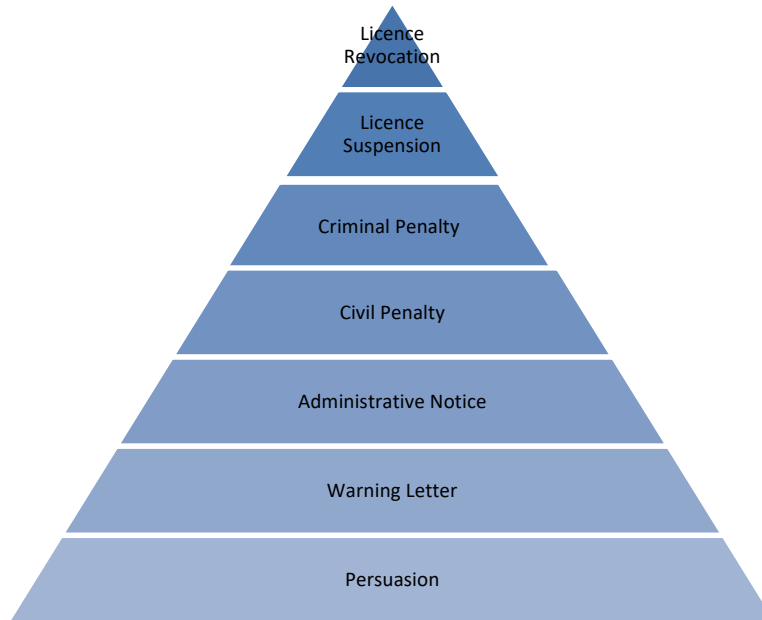 Licence
Revocation
Licence
Suspension
Criminal Penalty
Civil Penalty
Administrative Notice
Warning Letter
Persuasion